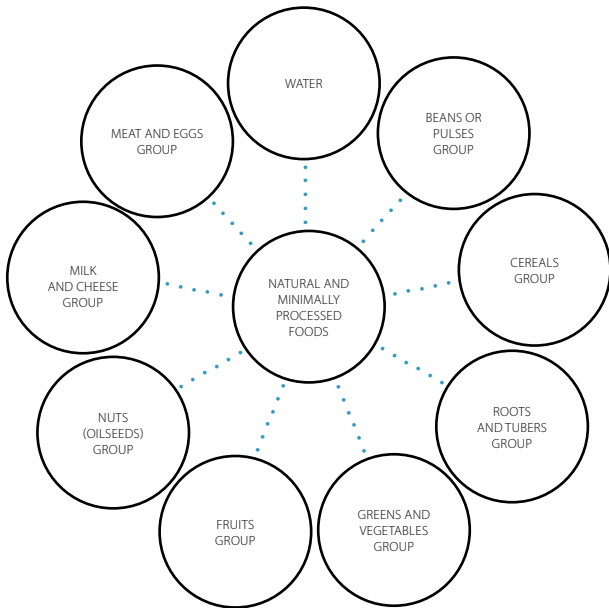 WATER
BEANS OR
PULSES
GROUP
CEREALS
GROUP
ROOTS
AND TUBERS
GROUP
GREENS AND
VEGETABLES
GROUP
FRUITS
GROUP
NUTS
(OILSEEDS)
GROUP
MILK
AND CHEESE
GROUP
MEAT AND EGGS
GROUP
NATURAL AND
MINIMALLY
PROCESSED
FOODS